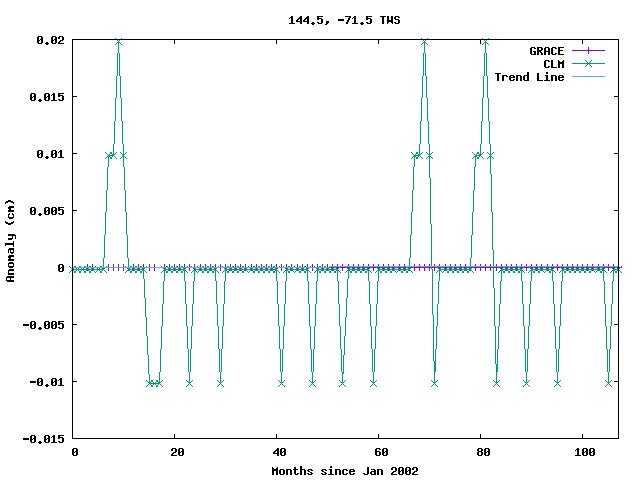 144.5, -71.5 TWS
GRACE
CLM
Trend Line
0.02
0.015
0.01
0.005
0
-0.005
-0.01
-0.015
Anomaly (cm)
0 20 40 60 80 100
Months since Jan 2002